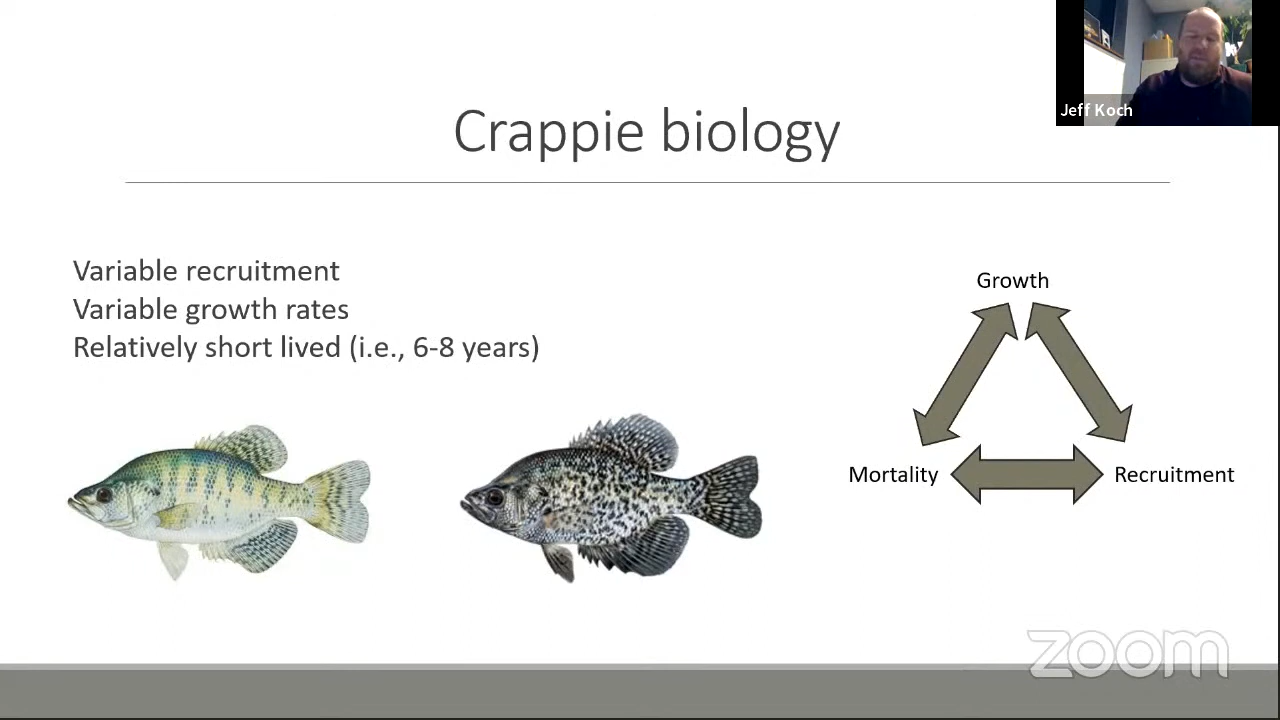 Jeff Koch
Crappie biology
Variable recruitment
Variable growth rates
Relatively short lived (i.e., 6-8 years)
Growth
Mortality
Recruitment
zoom